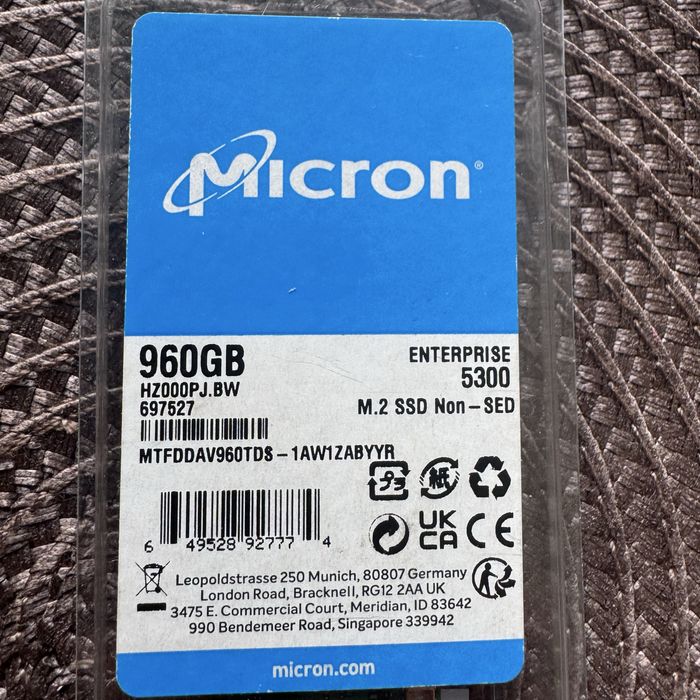 Micron®
960GB
HZ000PJ.BW
697527
ENTERPRISE
5300
M.2 SSD Non-SED
MTFDDAV960TDS-1AW1ZABYYR
紙
UK
CA
CE
6 49528 92777 4
Leopoldstrasse 250 Munich, 80807 Germany
London Road, Bracknell, RG12 2AA UK
3475 E. Commercial Court, Meridian, ID 83642
990 Bendemeer Road, Singapore 339942
micron.com